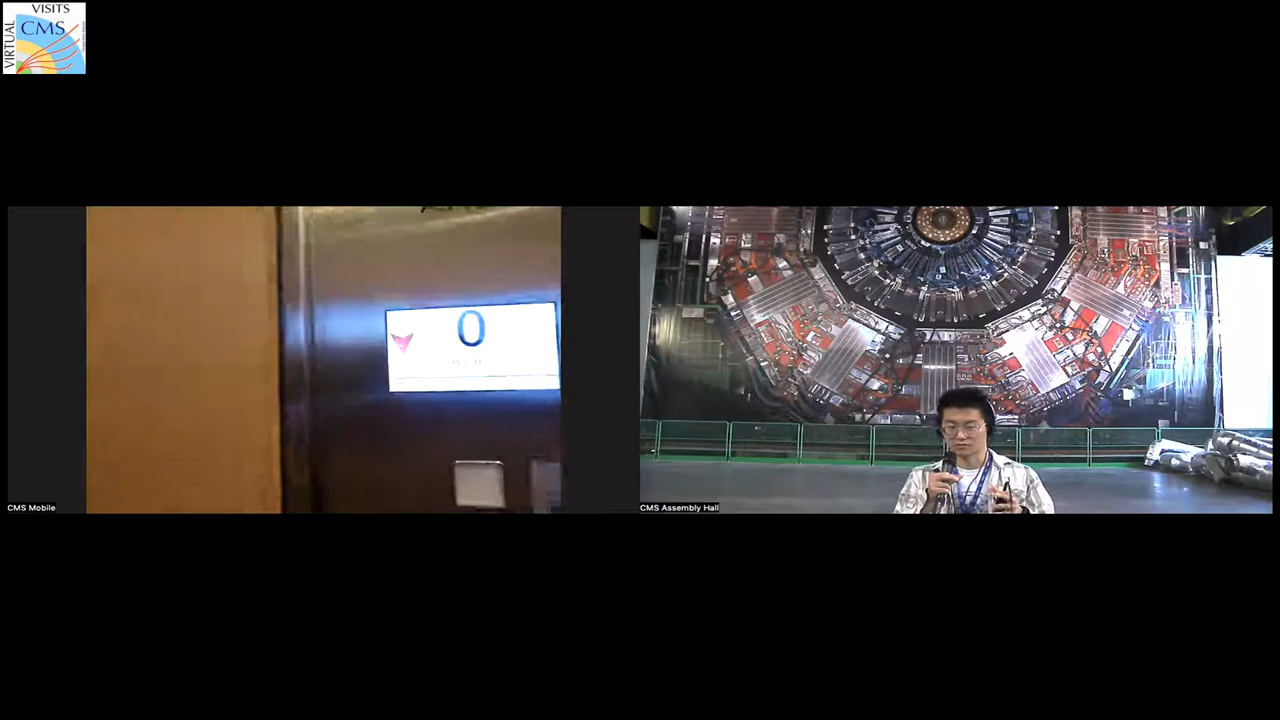 VISITS
CMS
VIRTUAL
0
CMS Mobile
CMS Assembly Hall